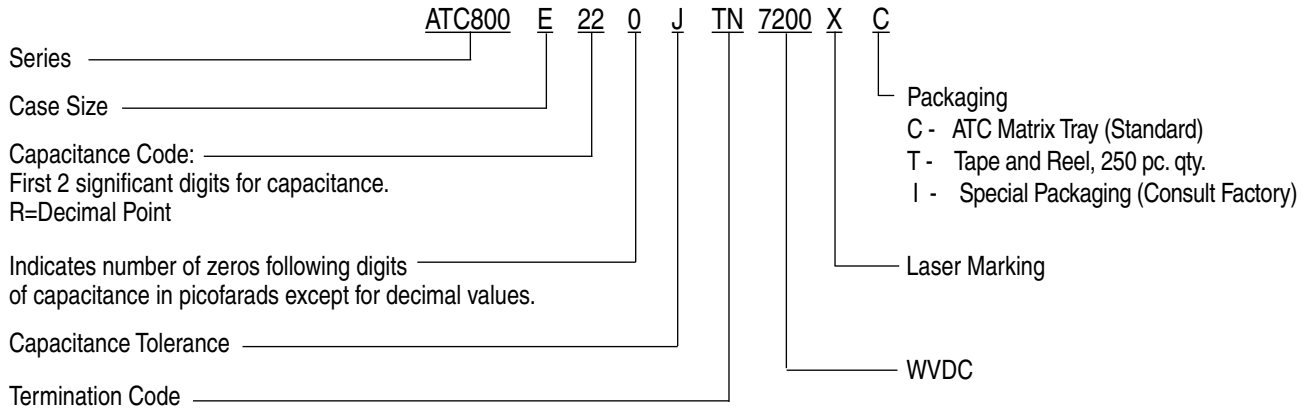 ATC800 E 22 0 J TN 7200 X C
Series
Case Size
Capacitance Code:
First 2 significant digits for capacitance.
R=Decimal Point
Indicates number of zeros following digits
of capacitance in picofarads except for decimal values.
Capacitance Tolerance
Termination Code
Packaging
C - ATC Matrix Tray (Standard)
T - Tape and Reel, 250 pc. qty.
I - Special Packaging (Consult Factory)
Laser Marking
WVDC